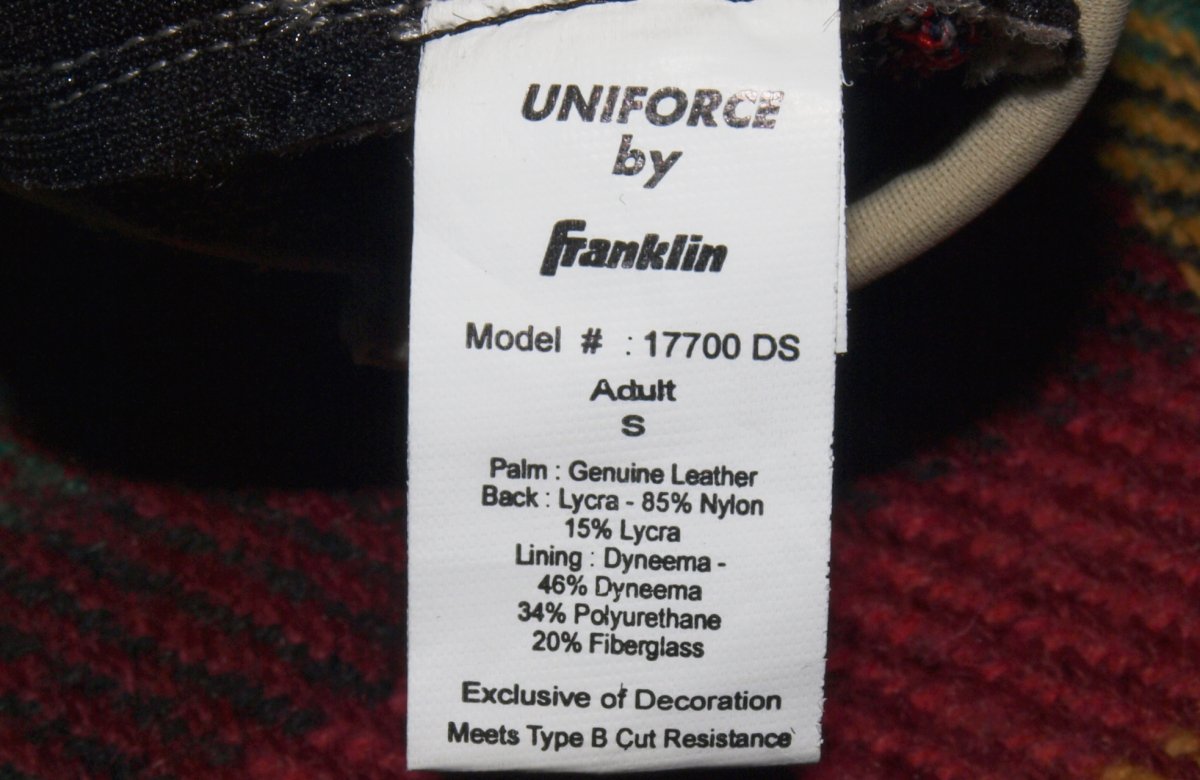 UNIFORCE
by
Franklin
Model # : 17700 DS
Adult
S
Palm : Genuine Leather
Back : Lycra - 85% Nylon
15% Lycra
Lining : Dyneema -
46% Dyneema
34% Polyurethane
20% Fiberglass
Exclusive of Decoration
Meets Type B Cut Resistance